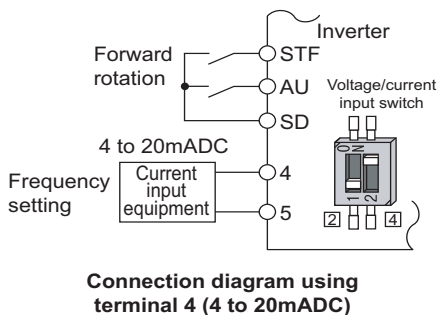 Inverter
Forward
rotation
STF
AU
SD
Voltage/current
input switch
4 to 20mADC
Frequency
setting
Current
input
equipment
4
5
ON
1 2
2
4
Connection diagram using
terminal 4 (4 to 20mADC)